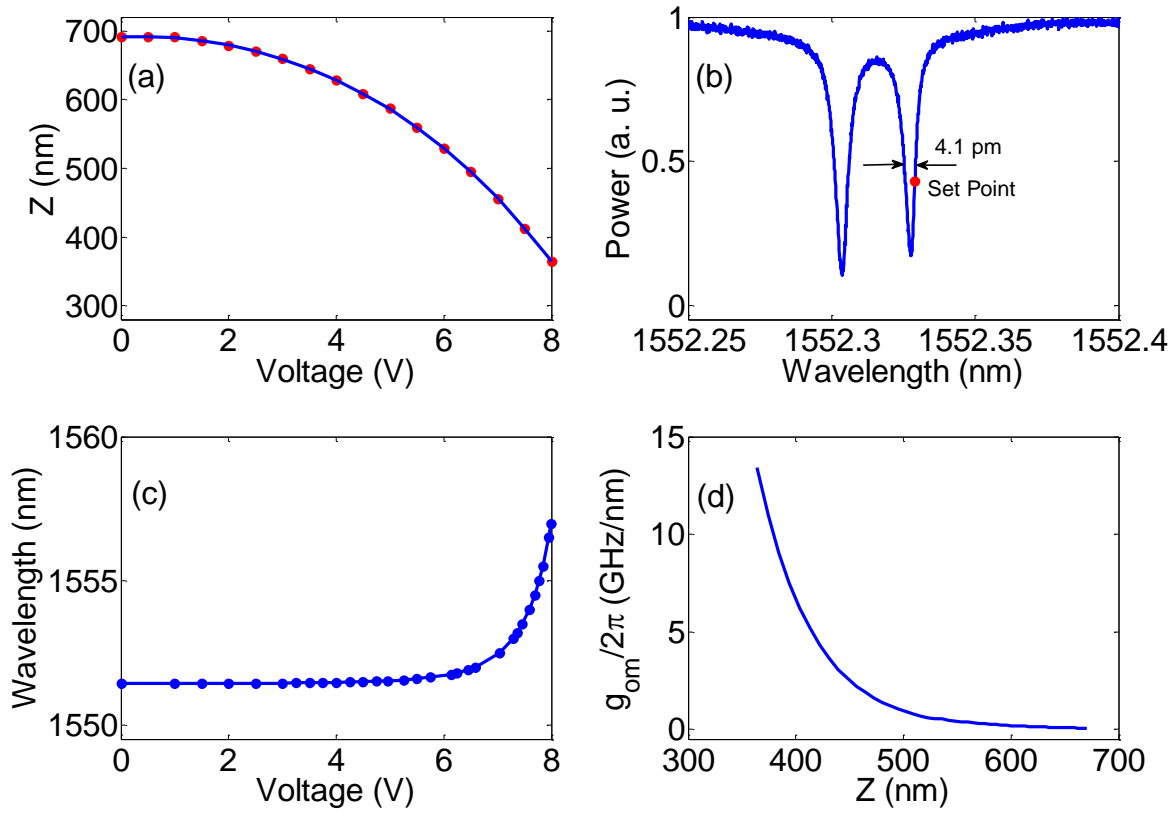 (a)
Z (nm)
700
600
500
400
300
0 2 4 6 8
Voltage (V)
(b)
Power (a. u.)
1
0.5
0
4.1 pm
Set Point
1552.25 1552.3 1552.35 1552.4
Wavelength (nm)
(c)
Wavelength (nm)
1560
1555
1550
0 2 4 6 8
Voltage (V)
(d)
g_om/2π (GHz/nm)
15
10
5
0
300 400 500 600 700
Z (nm)